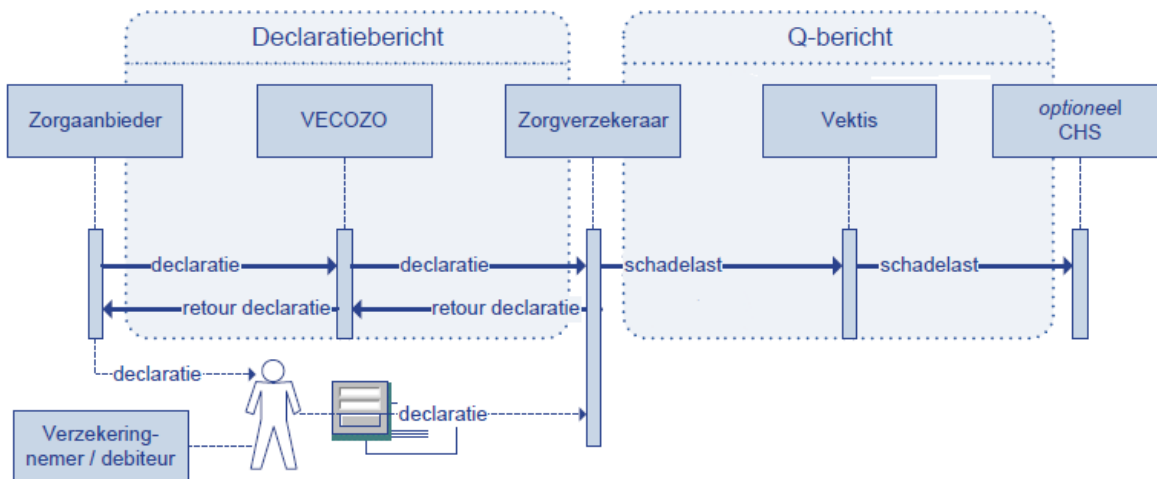 Declaratiebericht
Q-bericht
Zorgaanbieder
VECOZO
Zorgverzekeraar
Vektis
optioneel
CHS
declaratie
declaratie
schadelast
schadelast
retour declaratie
retour declaratie
declaratie
declaratie
Verzekering-
nemer / debiteur